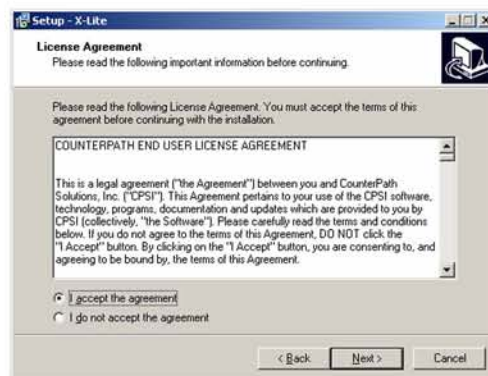 Setup - X-Lite
License Agreement
Please read the following important information before continuing.
Please read the following License Agreement. You must accept the terms of this
agreement before continuing with the installation.
COUNTERPATH END USER LICENSE AGREEMENT
This is a legal agreement ("the Agreement") between you and CounterPath
Solutions, Inc. ("CPSI"). This Agreement pertains to your use of the CPSI software,
technology, programs, documentation and updates which are provided to you by
CPSI (collectively, "the Software"). Please carefully read the terms and conditions
below. If you do not agree to the terms of this Agreement, DO NOT click the
"I Accept" button. By clicking on the "I Accept" button, you are consenting to, and
agreeing to be bound by, the terms of this Agreement.
I accept the agreement
I do not accept the agreement
< Back Next > Cancel